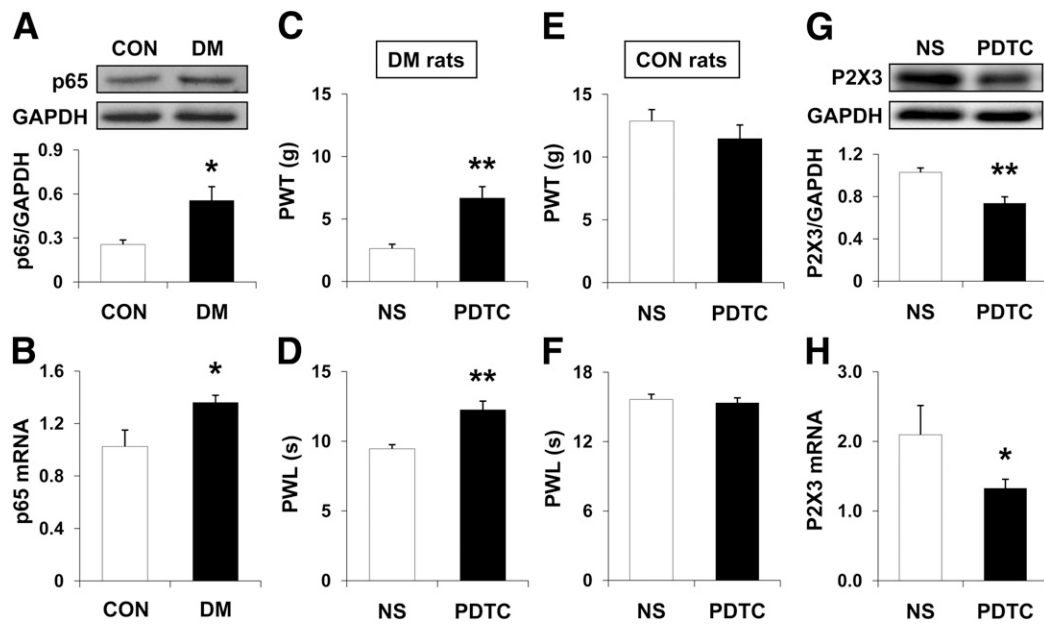 A
CON DM
p65
GAPDH
p65/GAPDH
0.9
0.6
0.3
0
*
CON DM
B
p65 mRNA
1.6
1.2
0.8
0.4
0
*
CON DM
C
DM rats
PWT (g)
15
10
5
0
**
NS PDTC
D
PWL (s)
15
10
5
0
**
NS PDTC
E
CON rats
PWT (g)
15
10
5
0
NS PDTC
F
PWL (s)
18
12
6
0
NS PDTC
G
NS PDTC
P2X3
GAPDH
P2X3/GAPDH
1.2
0.8
0.4
0
**
NS PDTC
H
P2X3 mRNA
3.0
2.0
1.0
0.0
*
NS PDTC